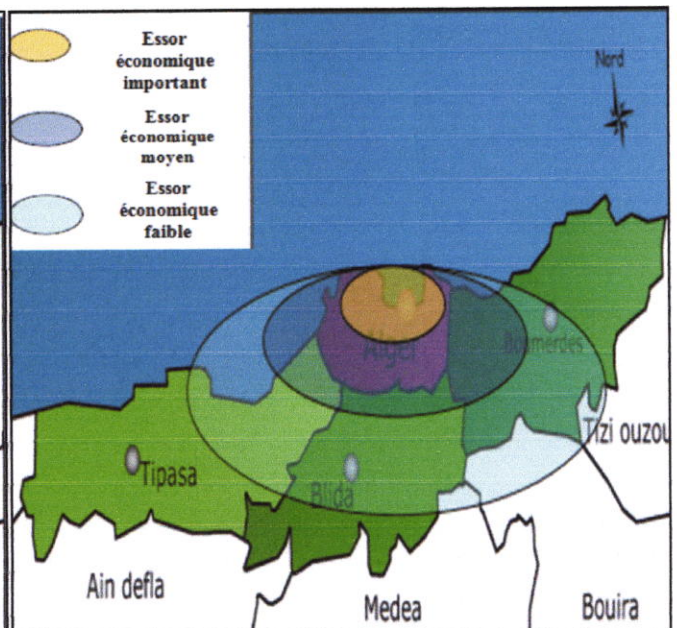 Essor
économique
important
Essor
économique
moyen
Essor
économique
faible
Nord
Alger
Boumerdès
Tizi ouzou
Tipasa
Blida
Ain defla
Medea
Bouira